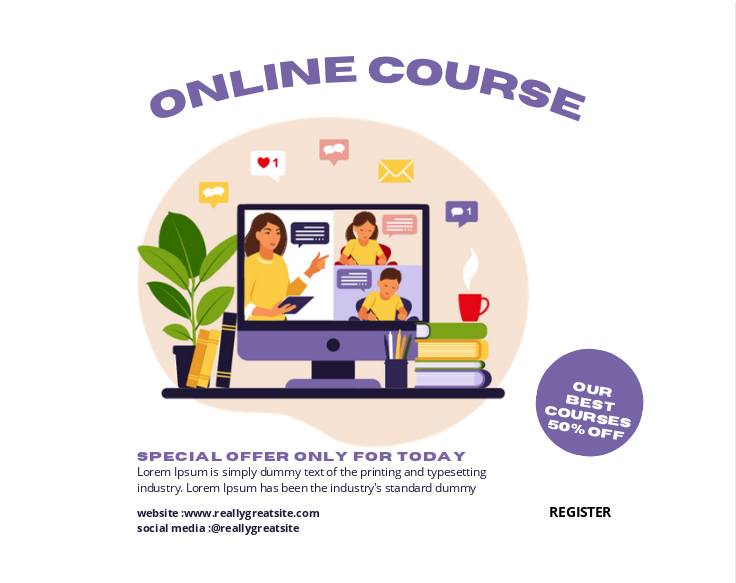 ONLINE COURSE
1
1
OUR
BEST
COURSES
50% OFF
SPECIAL OFFER ONLY FOR TODAY
Lorem Ipsum is simply dummy text of the printing and typesetting
industry. Lorem Ipsum has been the industry's standard dummy
website :www.reallygreatsite.com
social media :@reallygreatsite
REGISTER